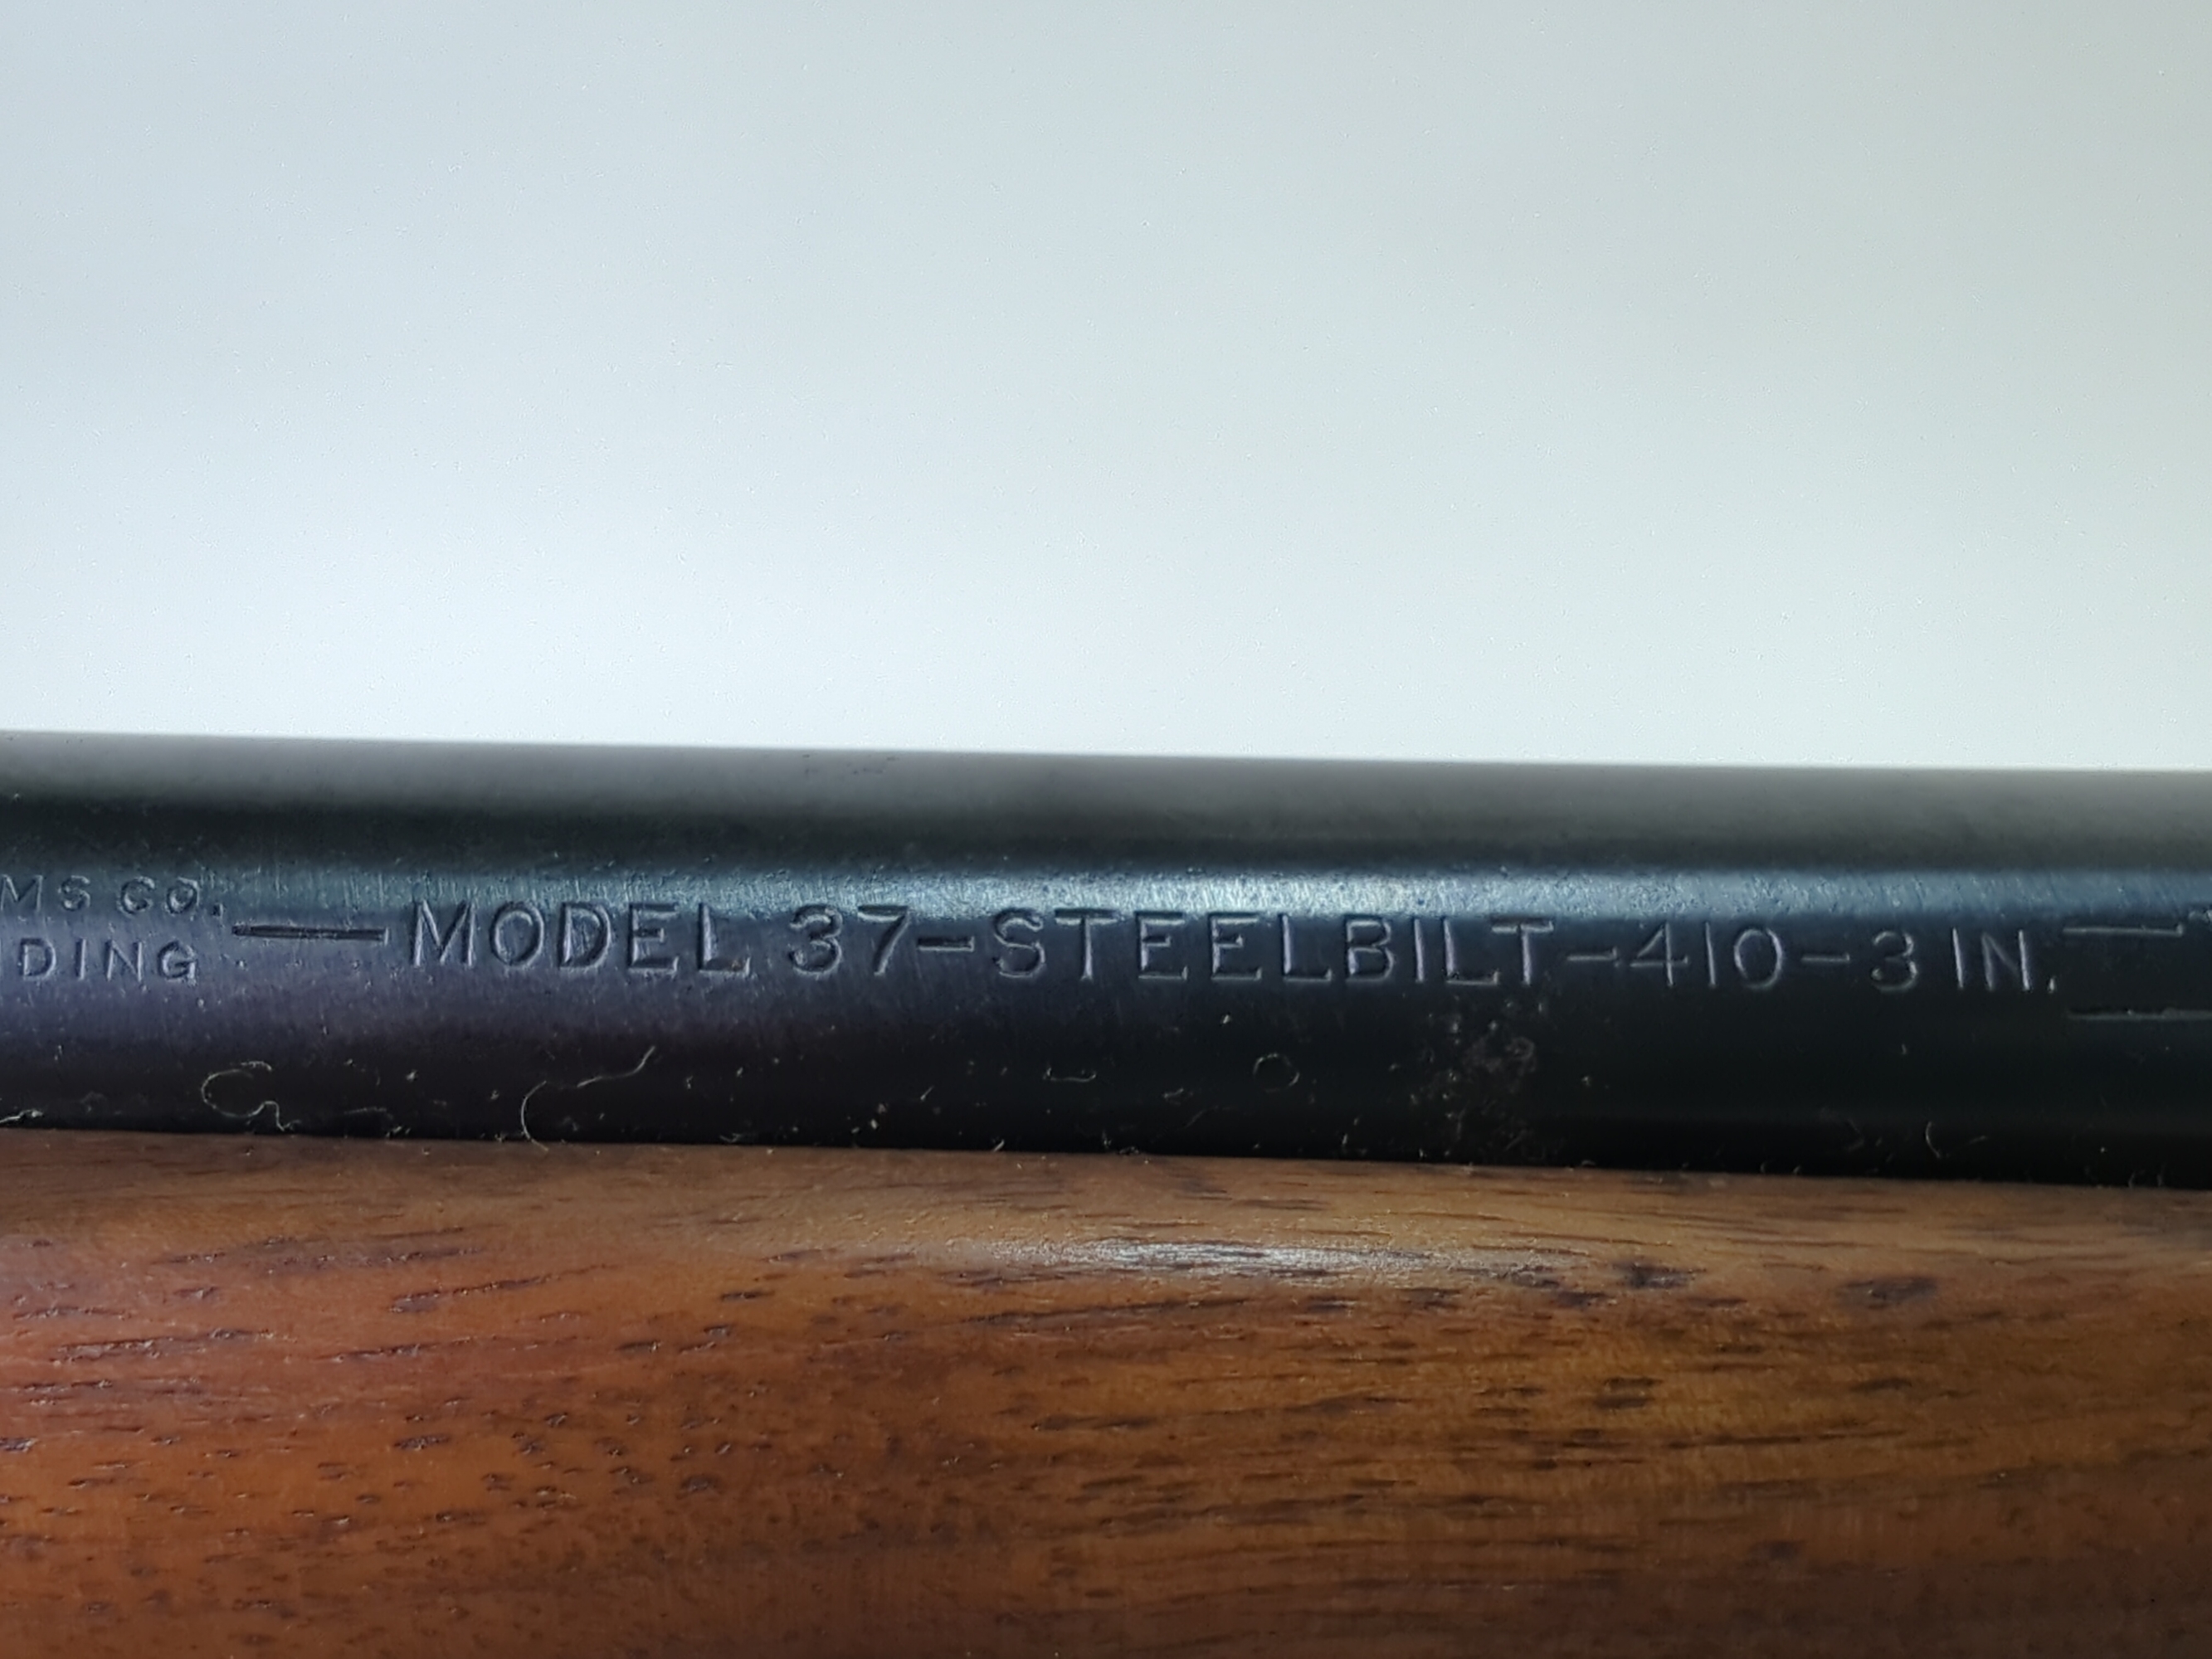 MS CO.
DING
— MODEL 37-STEELBILT-410-3 IN.